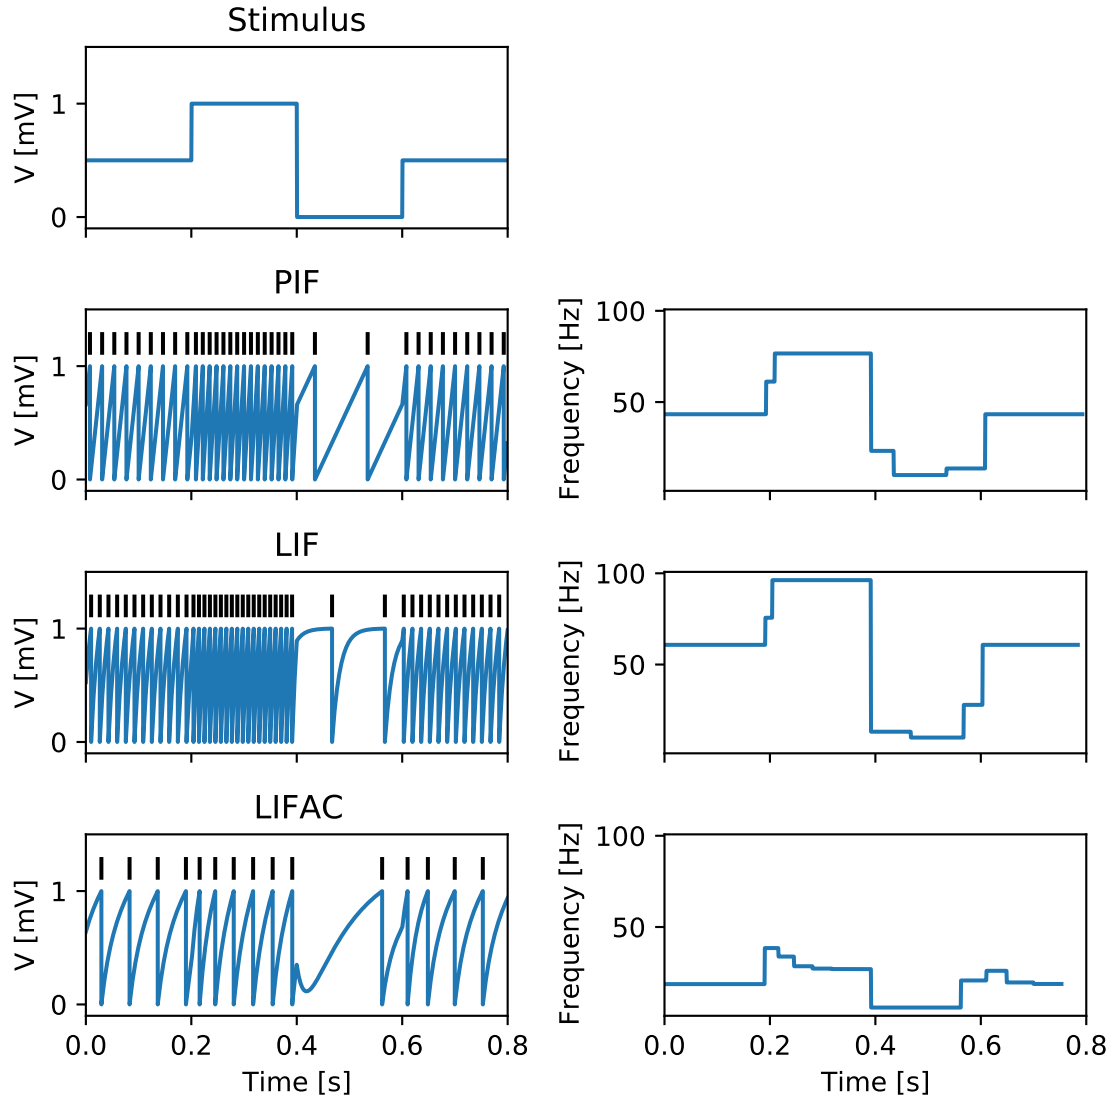 Stimulus
V [mV]
1
0
PIF
V [mV]
1
0
Frequency [Hz]
100
50
LIF
V [mV]
1
0
Frequency [Hz]
100
50
LIFAC
V [mV]
1
0
0.0 0.2 0.4 0.6 0.8
Time [s]
Frequency [Hz]
100
50
0.0 0.2 0.4 0.6 0.8
Time [s]